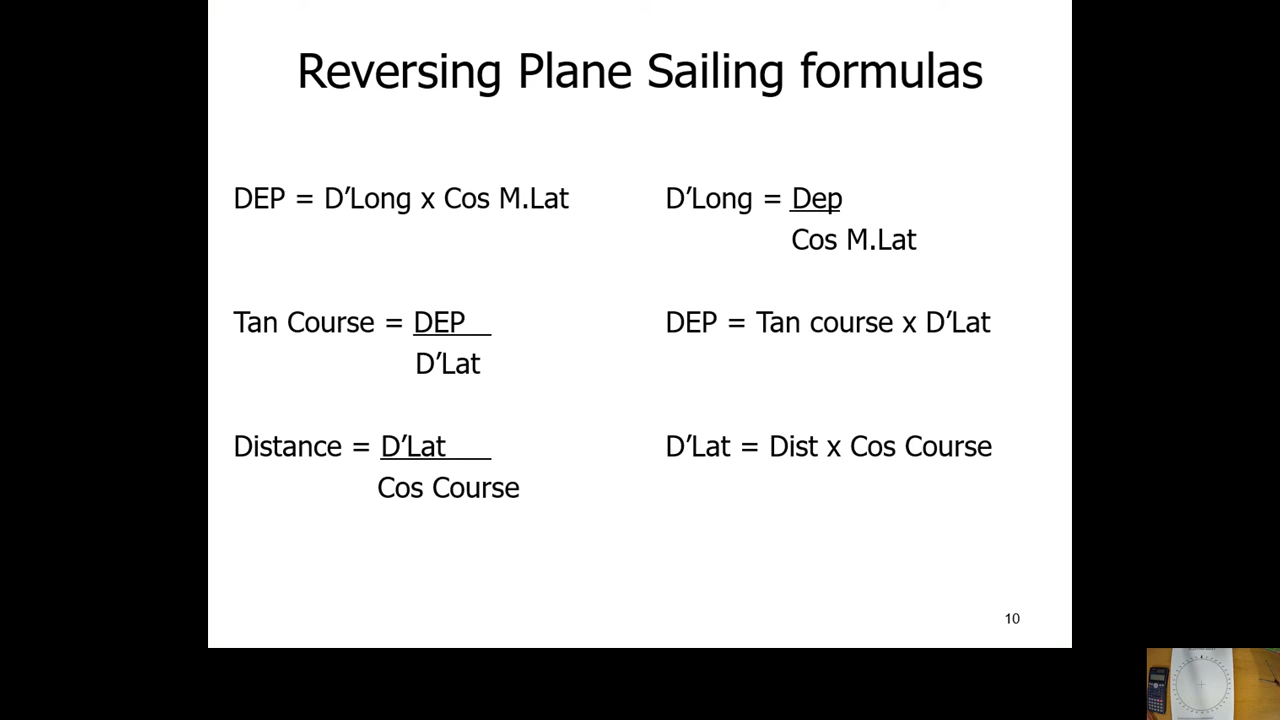 Reversing Plane Sailing formulas
DEP = D’Long x Cos M.Lat
D’Long = Dep
Cos M.Lat
Tan Course = DEP
D’Lat
DEP = Tan course x D’Lat
Distance = D’Lat
Cos Course
D’Lat = Dist x Cos Course
10